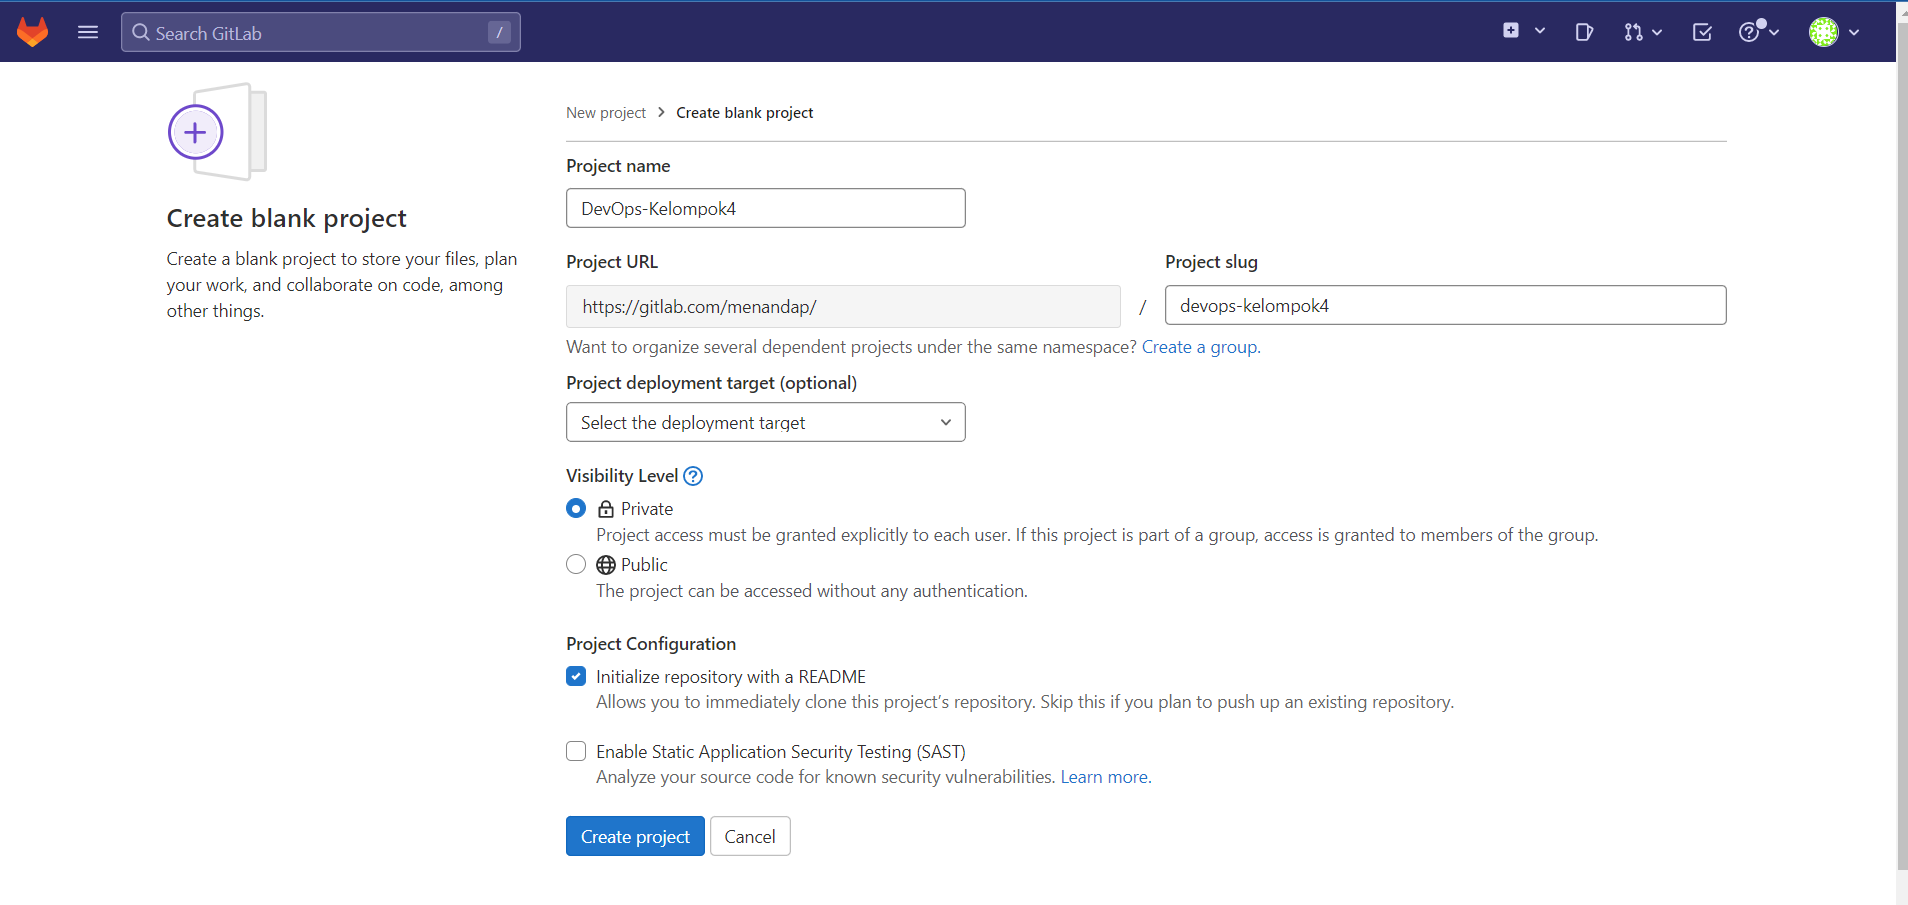 Search GitLab /
New project > Create blank project
Create blank project
Create a blank project to store your files, plan
your work, and collaborate on code, among
other things.
Project name
DevOps-Kelompok4
Project URL
Project slug
https://gitlab.com/menandap/ / devops-kelompok4
Want to organize several dependent projects under the same namespace? Create a group.
Project deployment target (optional)
Select the deployment target
Visibility Level ?
Private
Project access must be granted explicitly to each user. If this project is part of a group, access is granted to members of the group.
Public
The project can be accessed without any authentication.
Project Configuration
Initialize repository with a README
Allows you to immediately clone this project’s repository. Skip this if you plan to push up an existing repository.
Enable Static Application Security Testing (SAST)
Analyze your source code for known security vulnerabilities. Learn more.
Create project Cancel